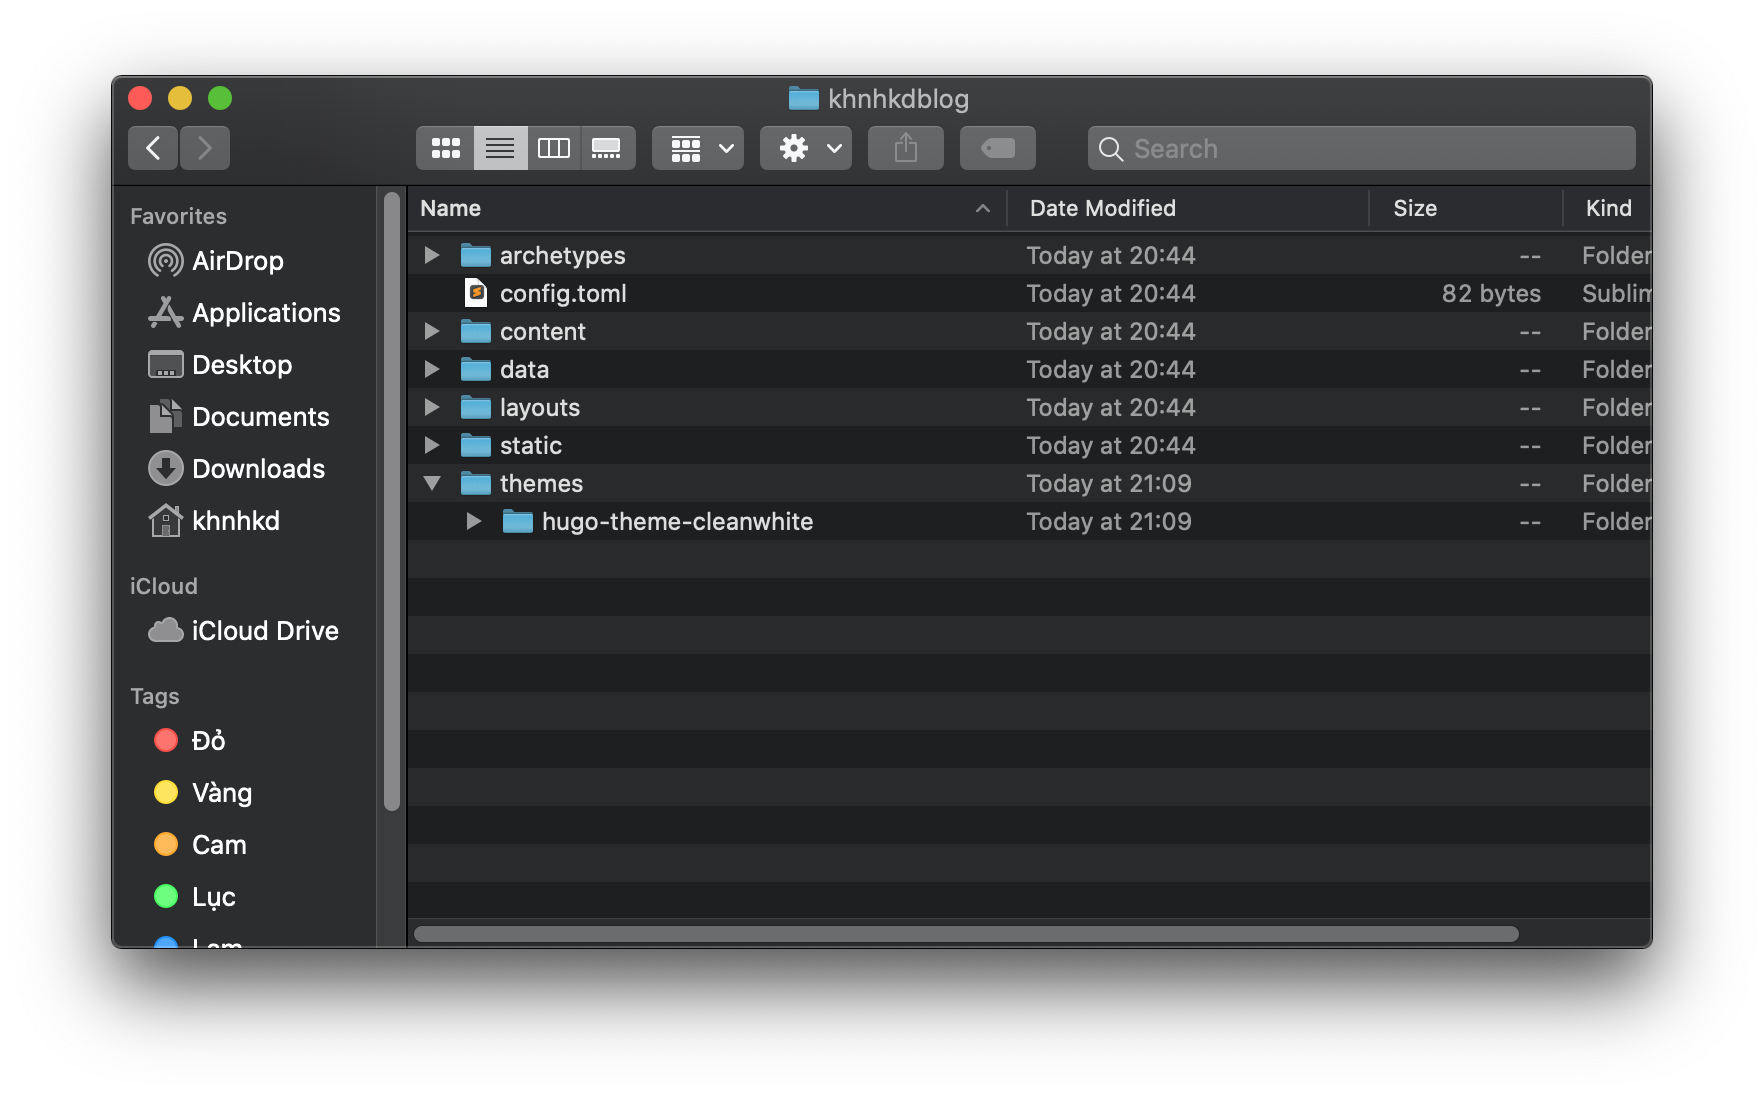 khnhkdblog
Search
Favorites
AirDrop
Applications
Desktop
Documents
Downloads
khnhkd
iCloud
iCloud Drive
Tags
Đỏ
Vàng
Cam
Lục
Lam
Name Date Modified Size Kind
archetypes Today at 20:44 -- Folder
config.toml Today at 20:44 82 bytes Sublim
content Today at 20:44 -- Folder
data Today at 20:44 -- Folder
layouts Today at 20:44 -- Folder
static Today at 20:44 -- Folder
themes Today at 21:09 -- Folder
hugo-theme-cleanwhite Today at 21:09 -- Folder